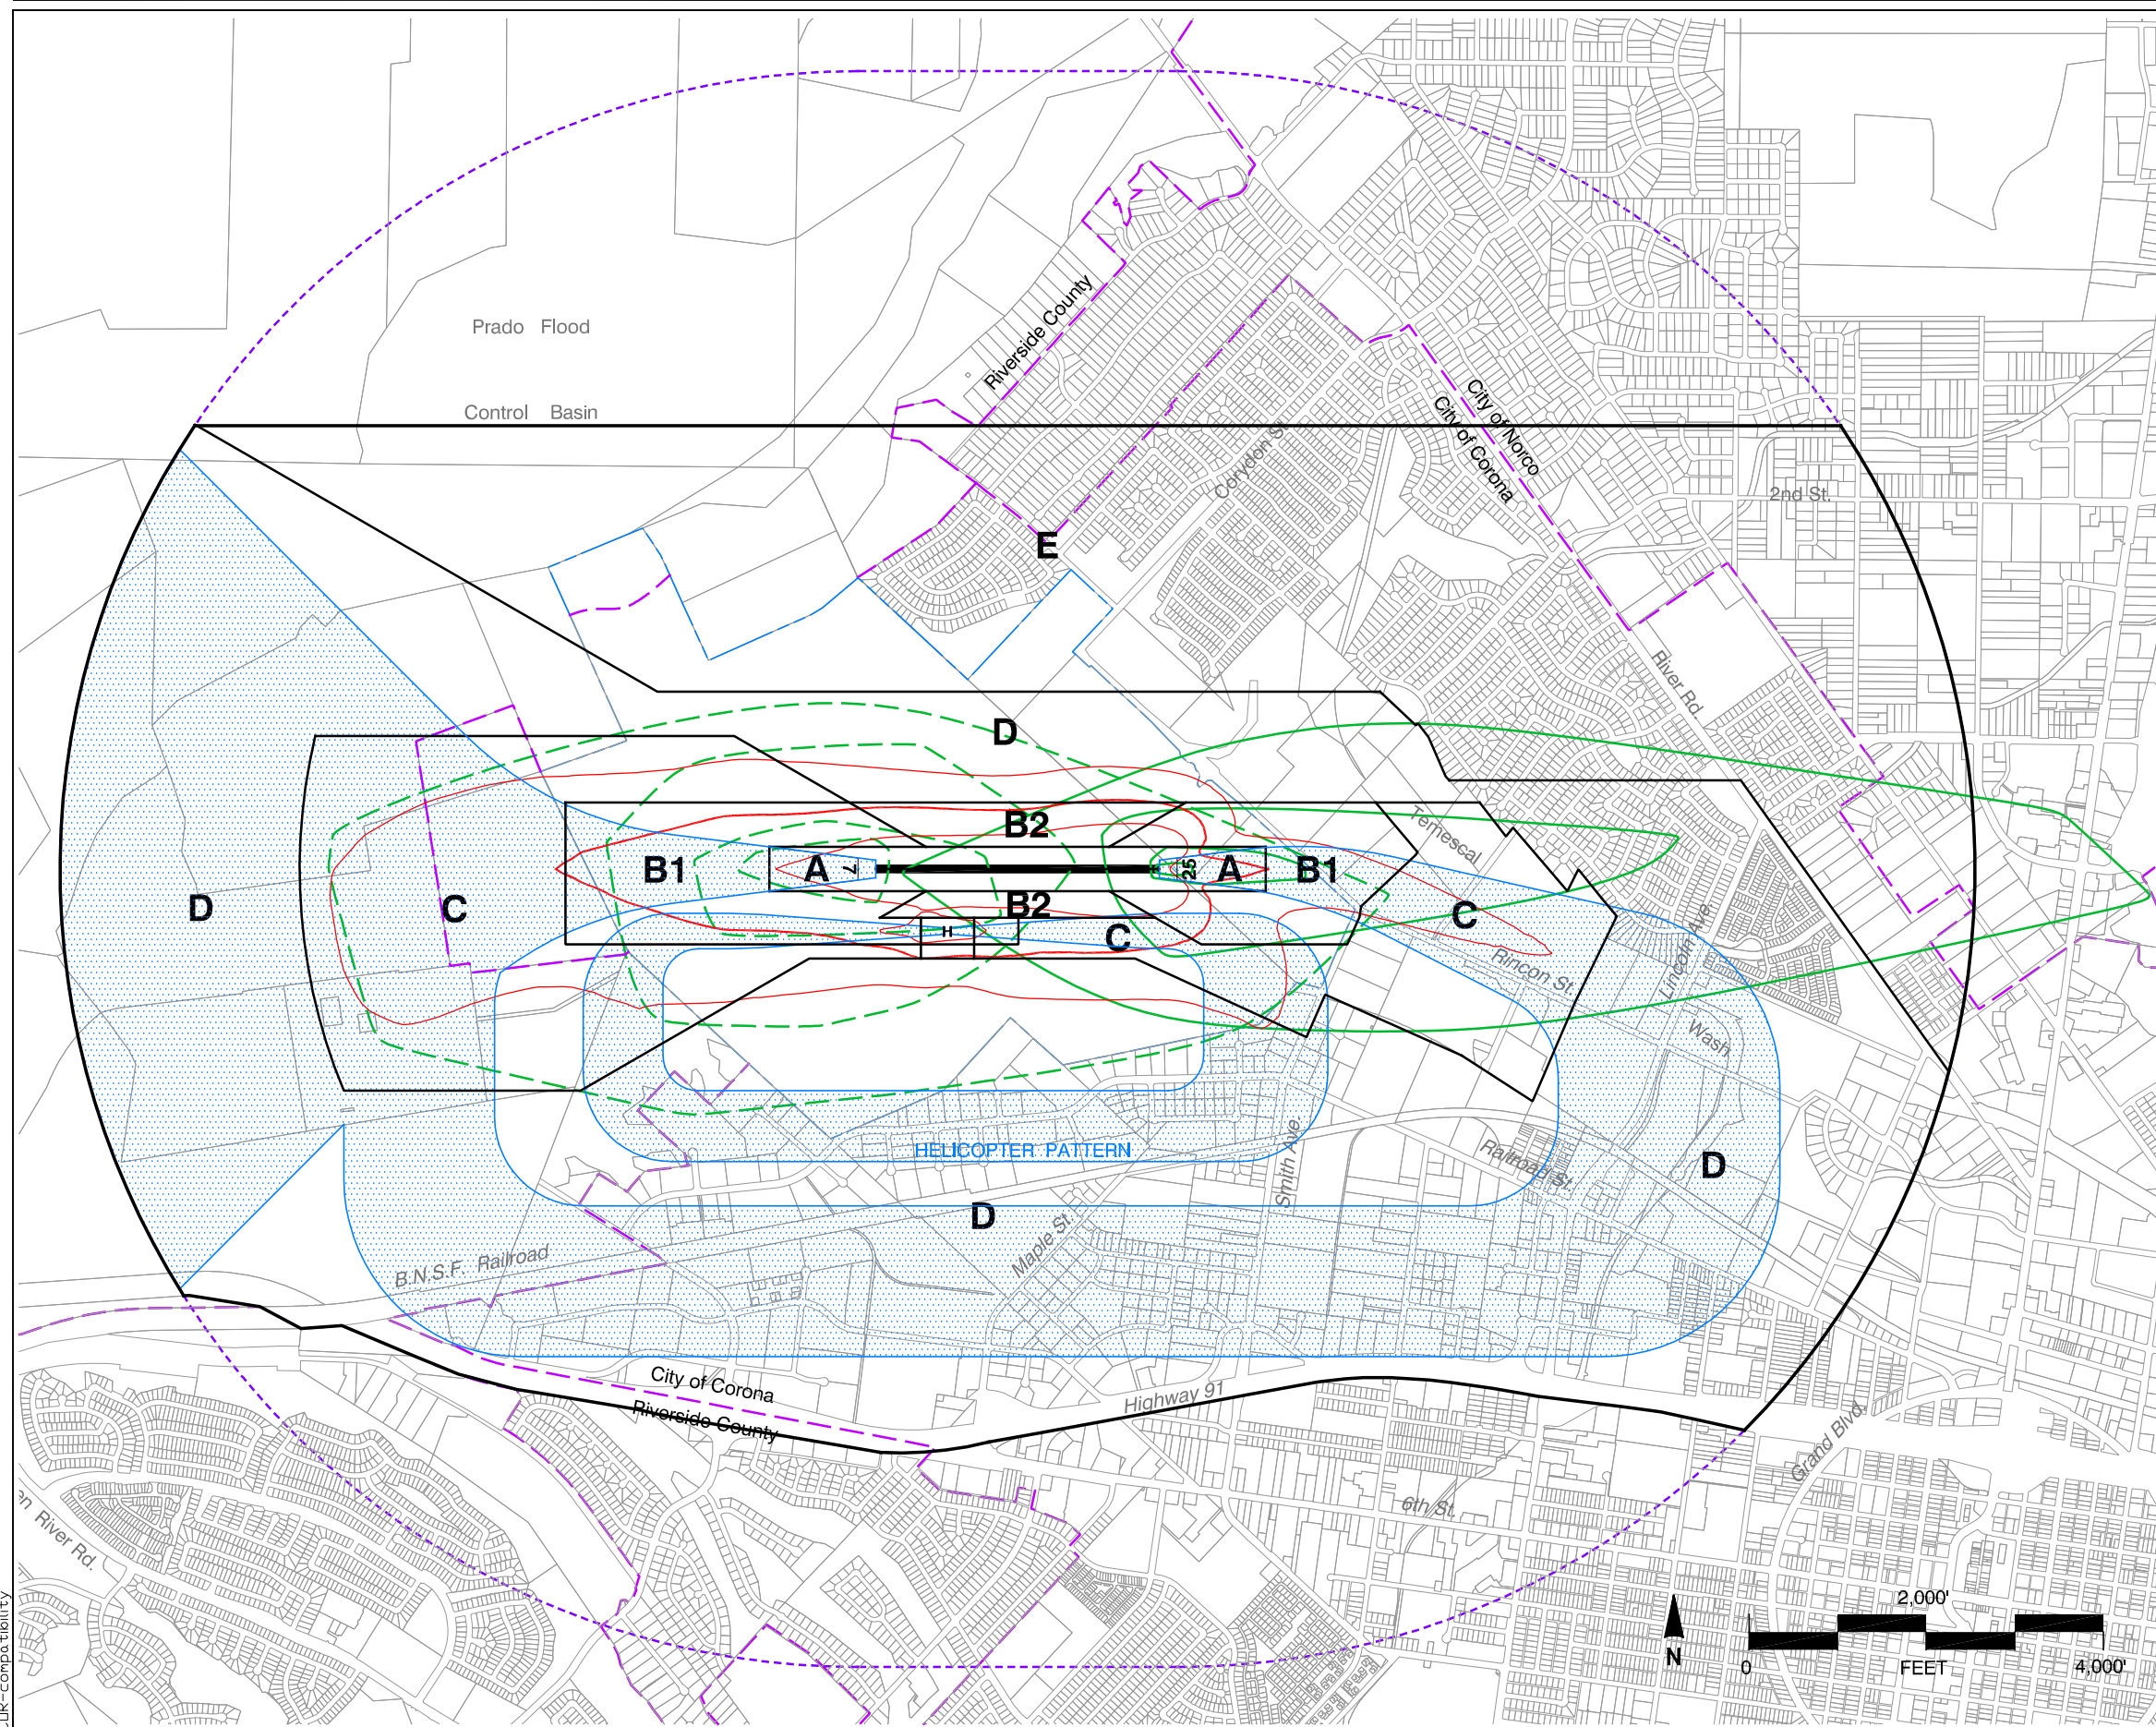 Prado Flood
Control Basin
Riverside County
Corydon St.
City of Norco
City of Corona
2nd St.
E
River Rd
D
Temescal
B2
B1
A
7
25
A
B1
D
C
B2
H
C
C
Rincon St.
Lincoln Ave.
Wash
HELICOPTER PATTERN
Smith Ave.
Railroad St.
D
D
Maple St.
B.N.S.F. Railroad
City of Corona
Riverside County
Highway 91
Grand Blvd.
6th St.
en River Rd.
2,000'
N
0
FEET
4,000'